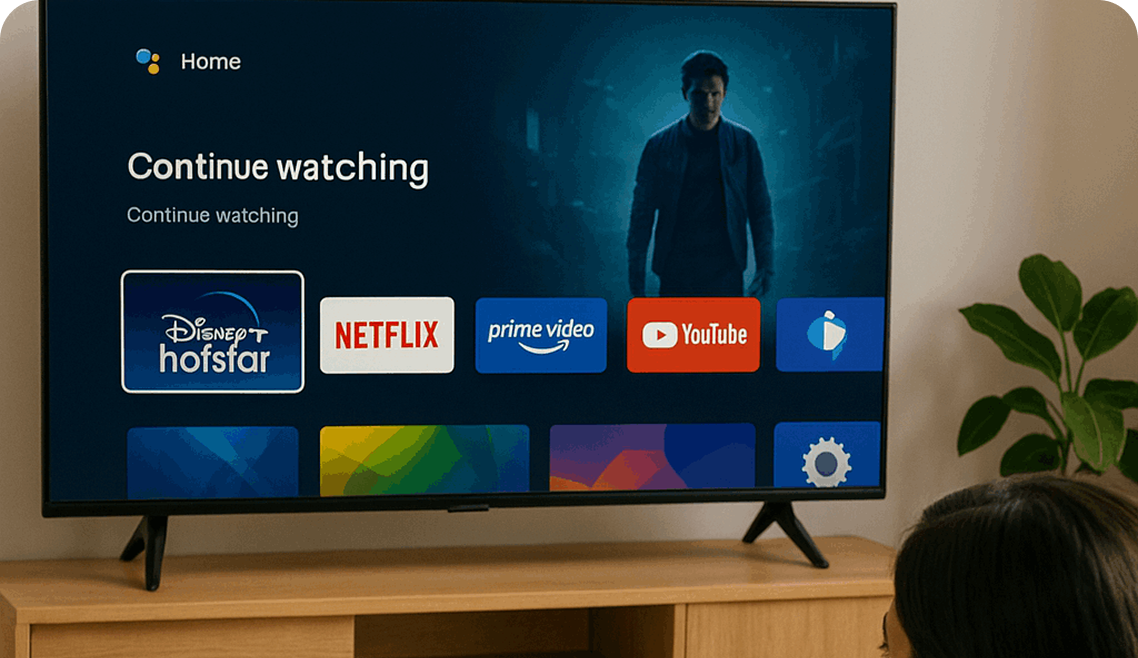 Home
Continue watching
Continue watching
Disney+
hofsfar
NETFLIX
prime video
YouTube